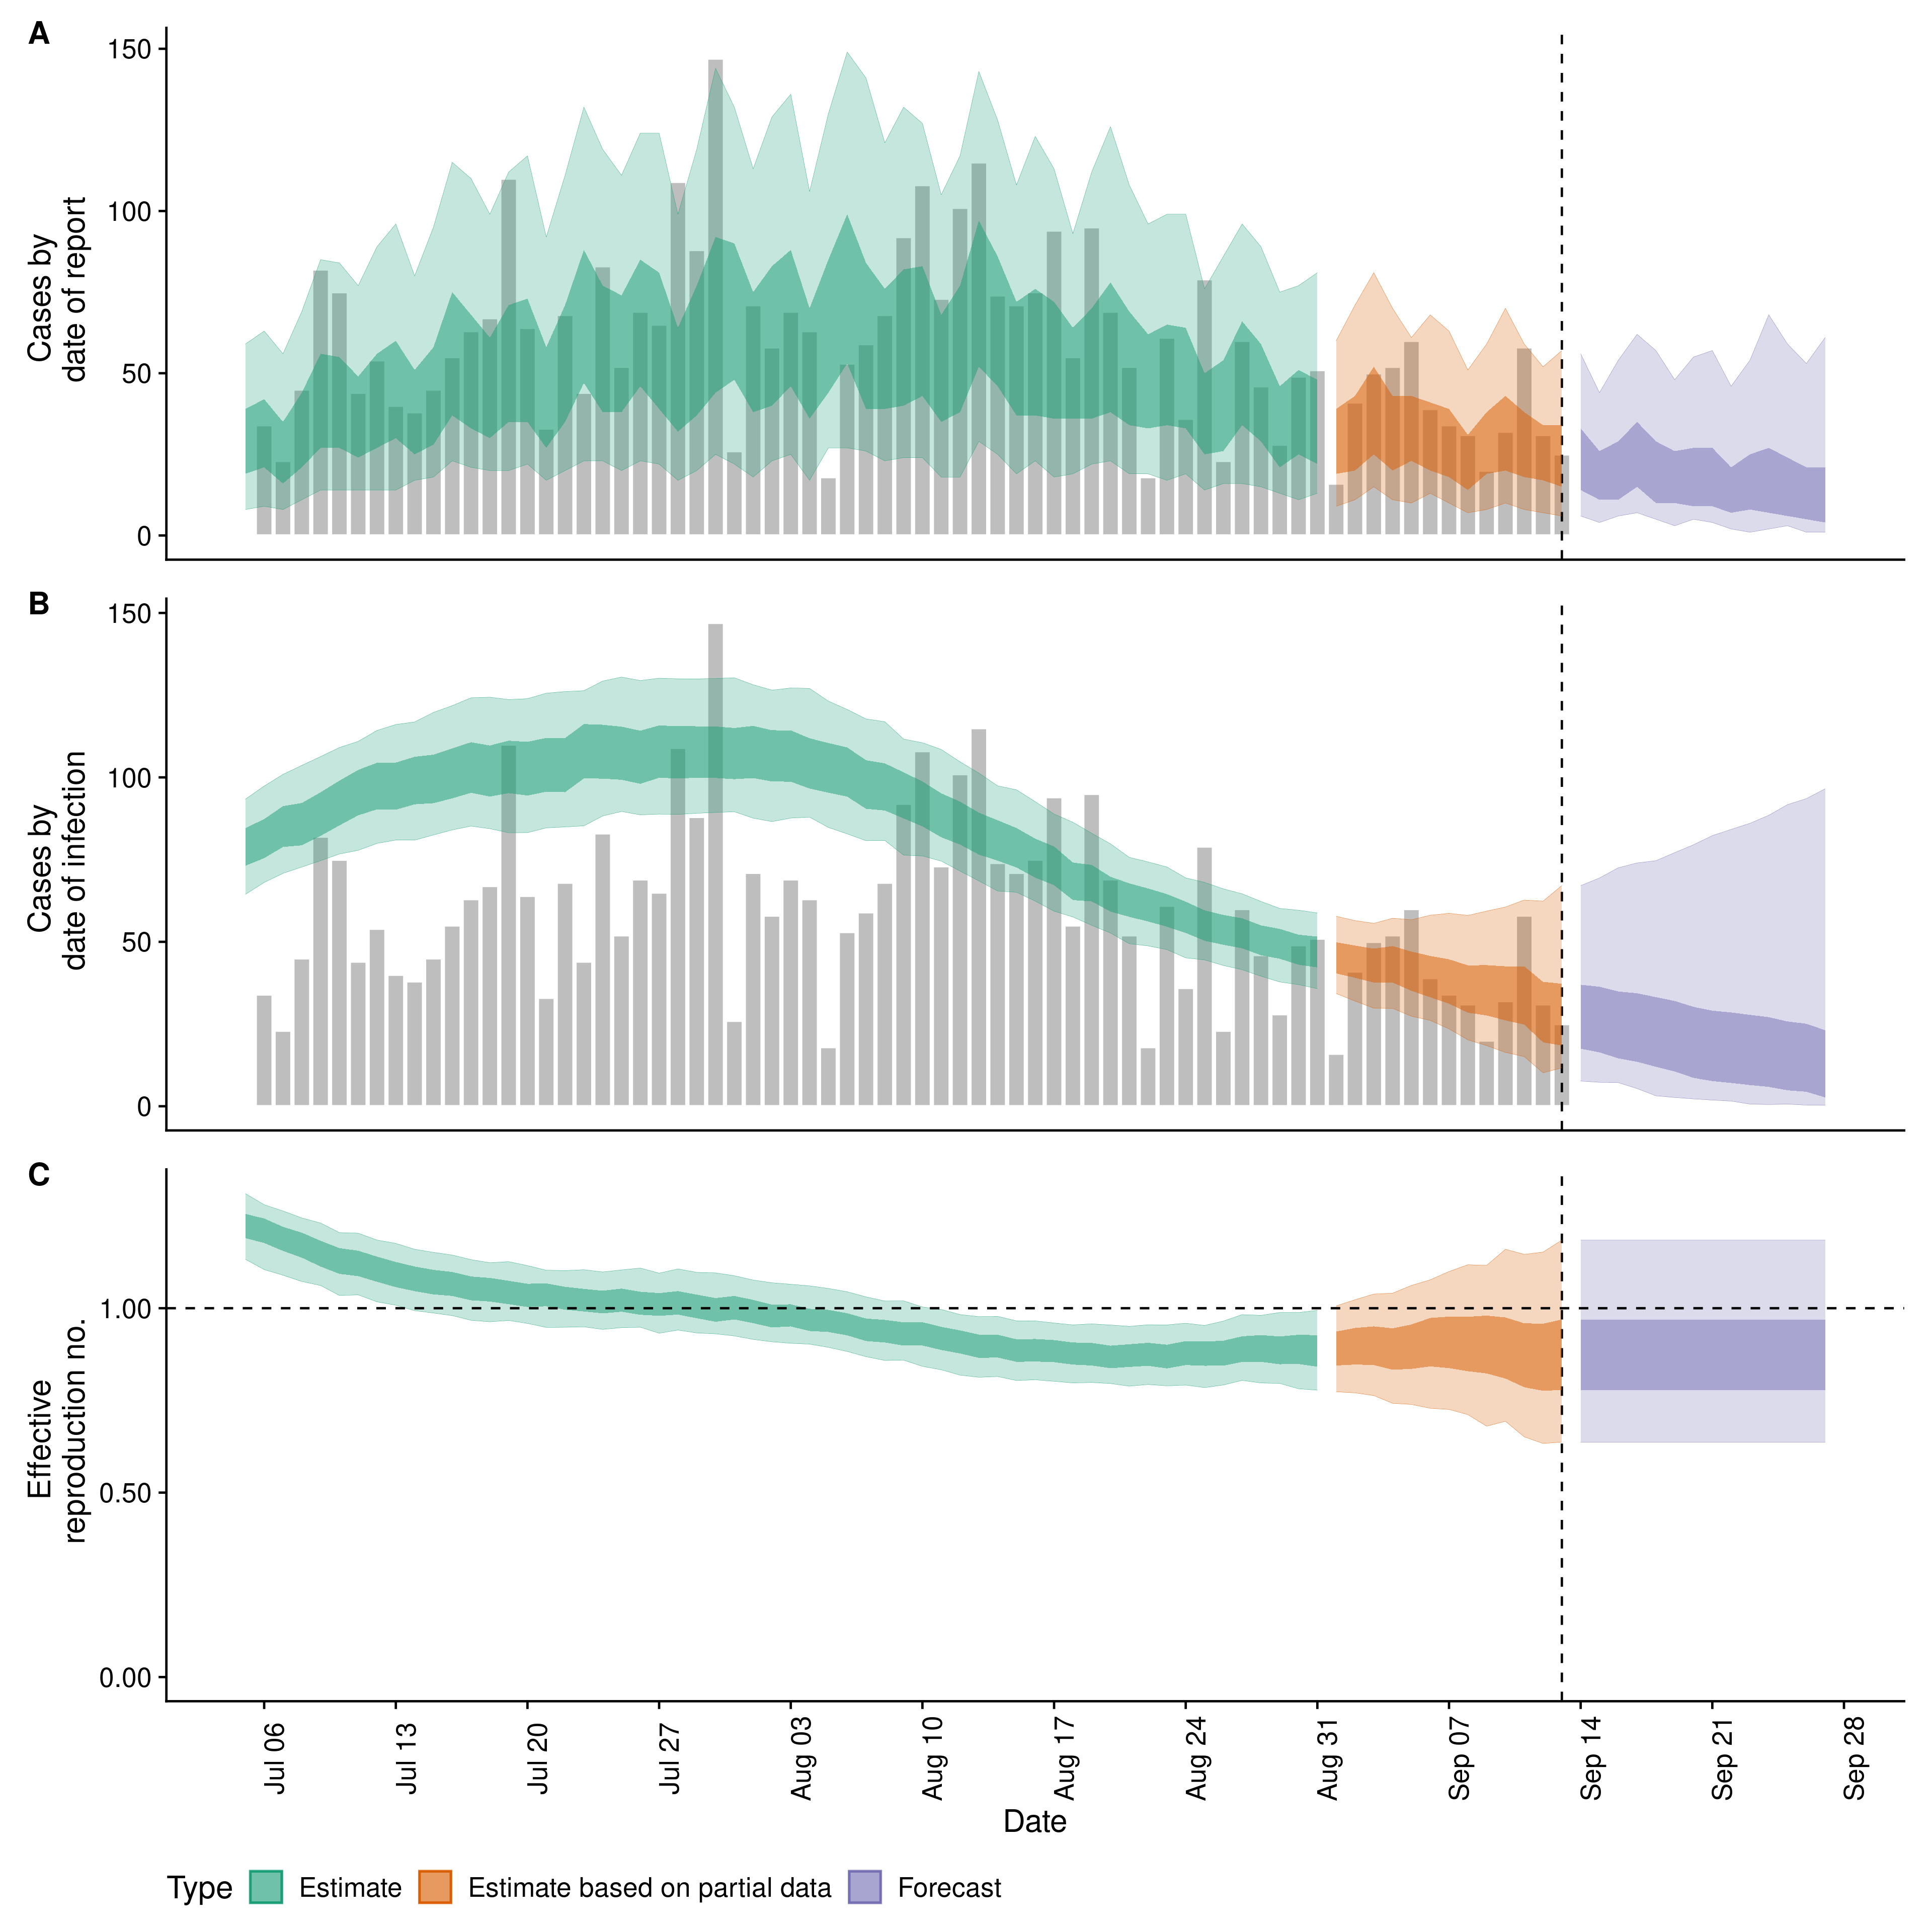 A
150
100
50
0
Cases by
date of report
B
150
100
50
0
Cases by
date of infection
C
1.00
0.50
0.00
Effective
reproduction no.
Jul 06
Jul 13
Jul 20
Jul 27
Aug 03
Aug 10
Aug 17
Aug 24
Aug 31
Sep 07
Sep 14
Sep 21
Sep 28
Date
Type Estimate Estimate based on partial data Forecast